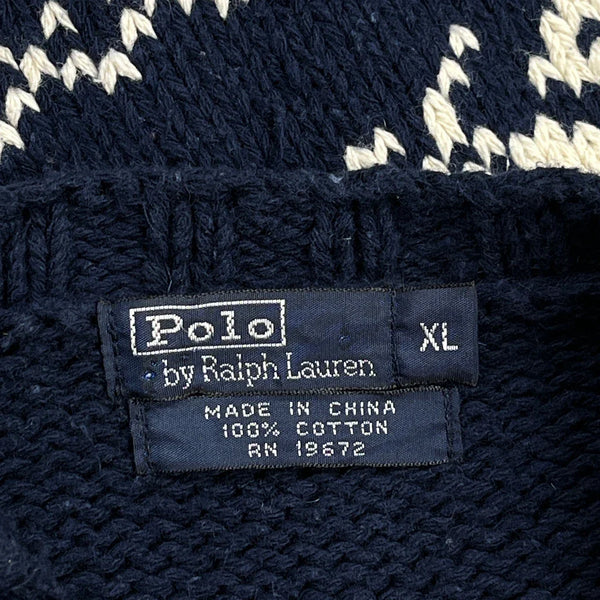 Polo
by Ralph Lauren
XL
MADE IN CHINA
100% COTTON
RN 19672